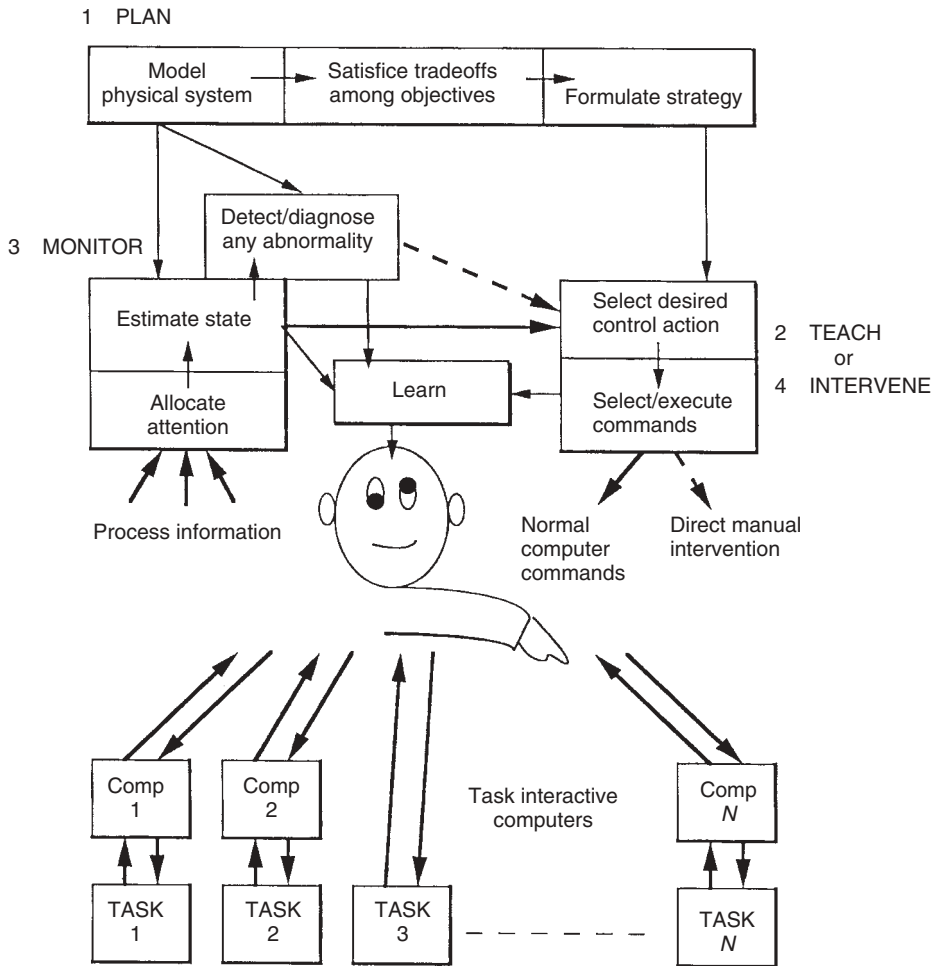 1 PLAN
Model
physical system
Satisfice tradeoffs
among objectives
Formulate strategy
Detect/diagnose
any abnormality
3 MONITOR
Estimate state
Allocate
attention
Process information
Learn
Select desired
control action
Select/execute
commands
2 TEACH
or
4 INTERVENE
Normal
computer
commands
Direct manual
intervention
Comp
1
Comp
2
Task interactive
computers
Comp
N
TASK
1
TASK
2
TASK
3
TASK
N